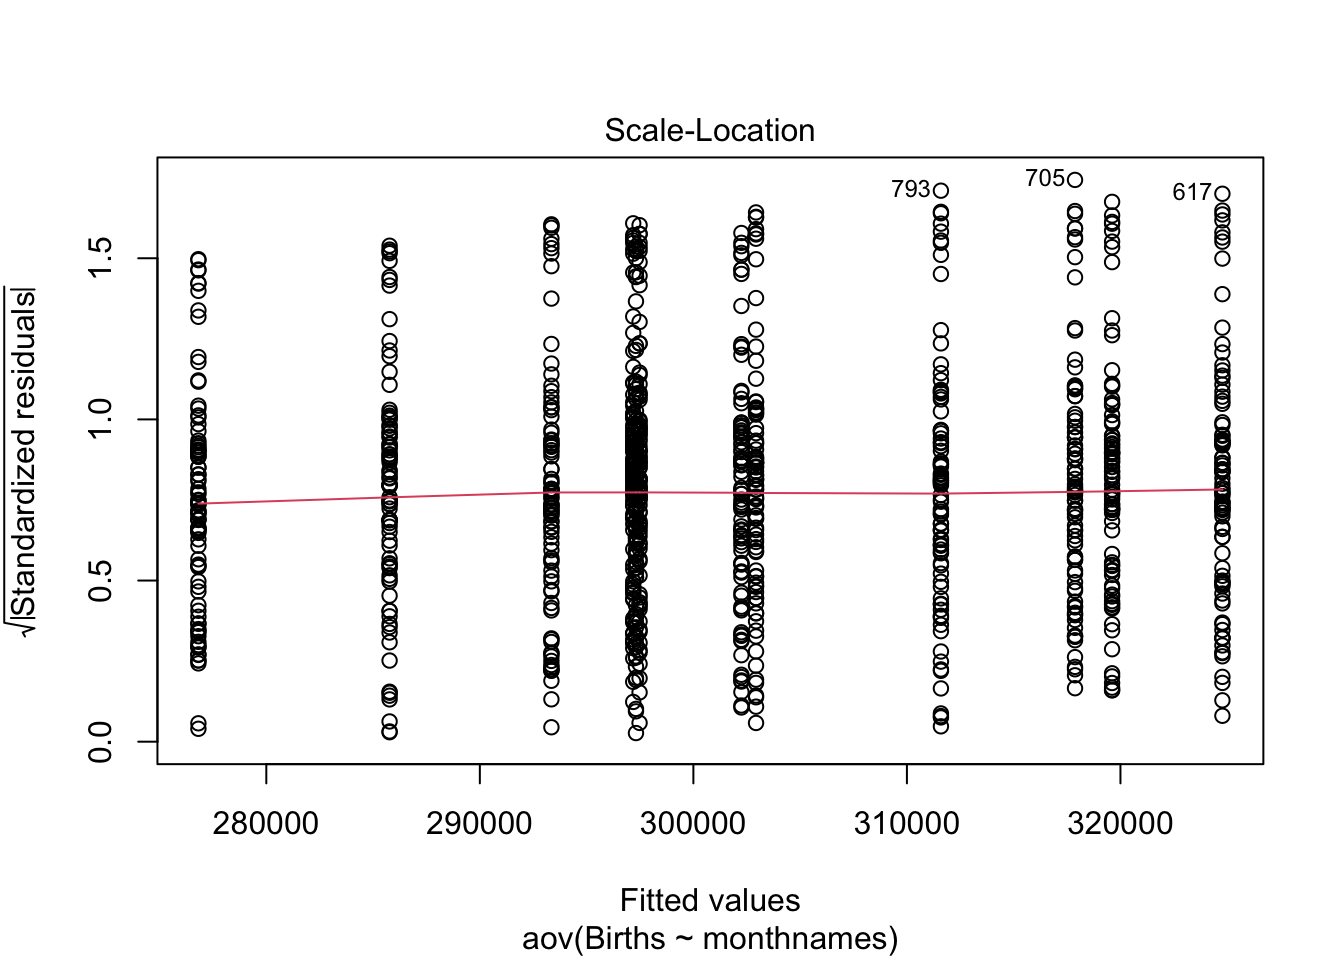 Scale-Location
793
705
617
√|Standardized residuals|
1.5
1.0
0.5
0.0
280000 290000 300000 310000 320000
Fitted values
aov(Births ~ monthnames)